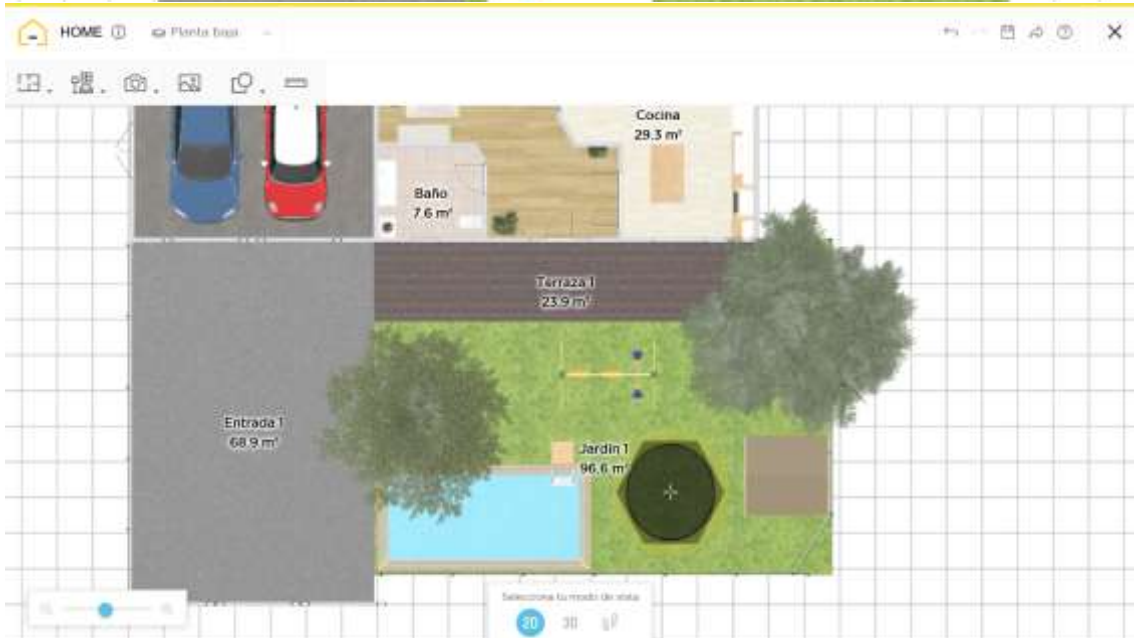 HOME
Planta baja
Cocina
29.3 m²
Baño
7.6 m²
Terraza 1
23.9 m²
Entrada 1
68.9 m²
Jardín 1
96.6 m²
Selecciona tu modo de vista
2D 3D